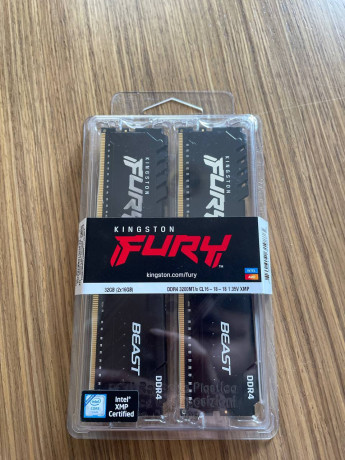 KINGSTON
FURY
KINGSTON
FURY
KINGSTON
FURY
kingston.com/fury
32GB (2x16GB)
DDR4 3200MT/s CL16-18-18 1.35V XMP
BEAST
DDR4
BEAST
DDR4
intel
Intel®
XMP
Certified